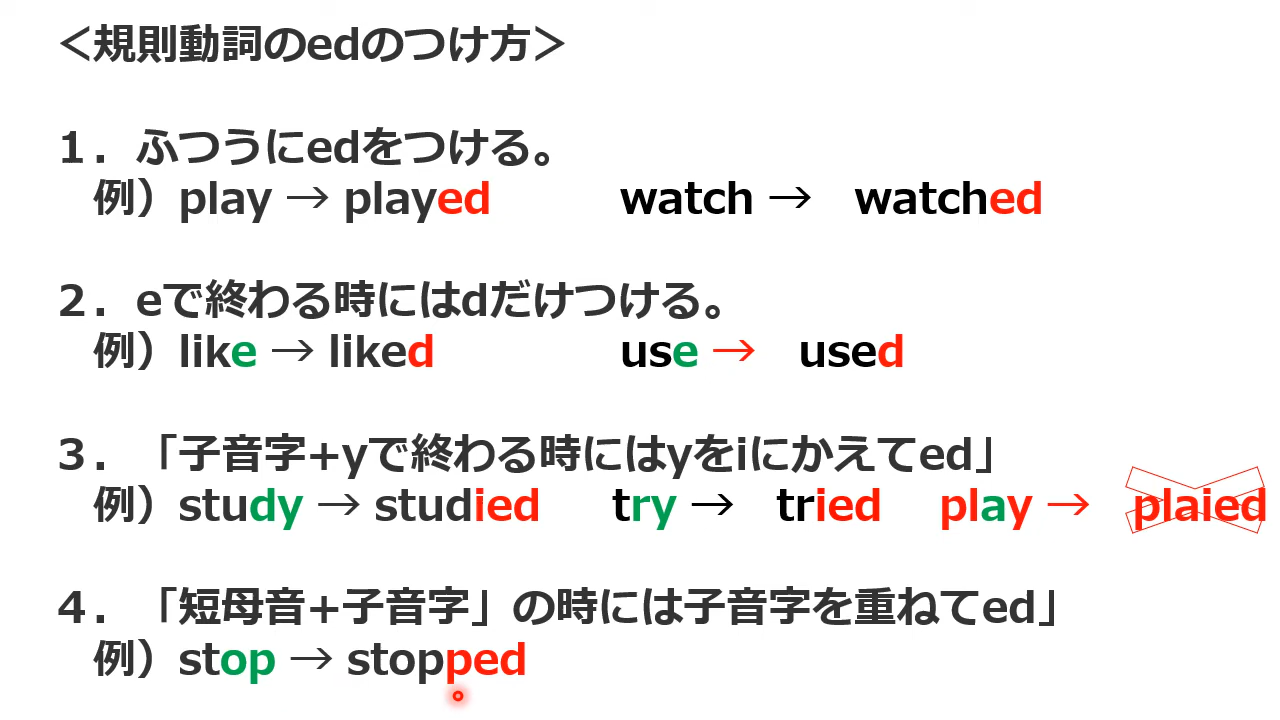 ＜規則動詞のedのつけ方＞
１．ふつうにedをつける。
例）play → played watch → watched
２．eで終わる時にはdだけつける。
例）like → liked use → used
３．「子音字+yで終わる時にはyをiにかえてed」
例）study → studied try → tried play → plaied
４．「短母音+子音字」の時には子音字を重ねてed」
例）stop → stopped